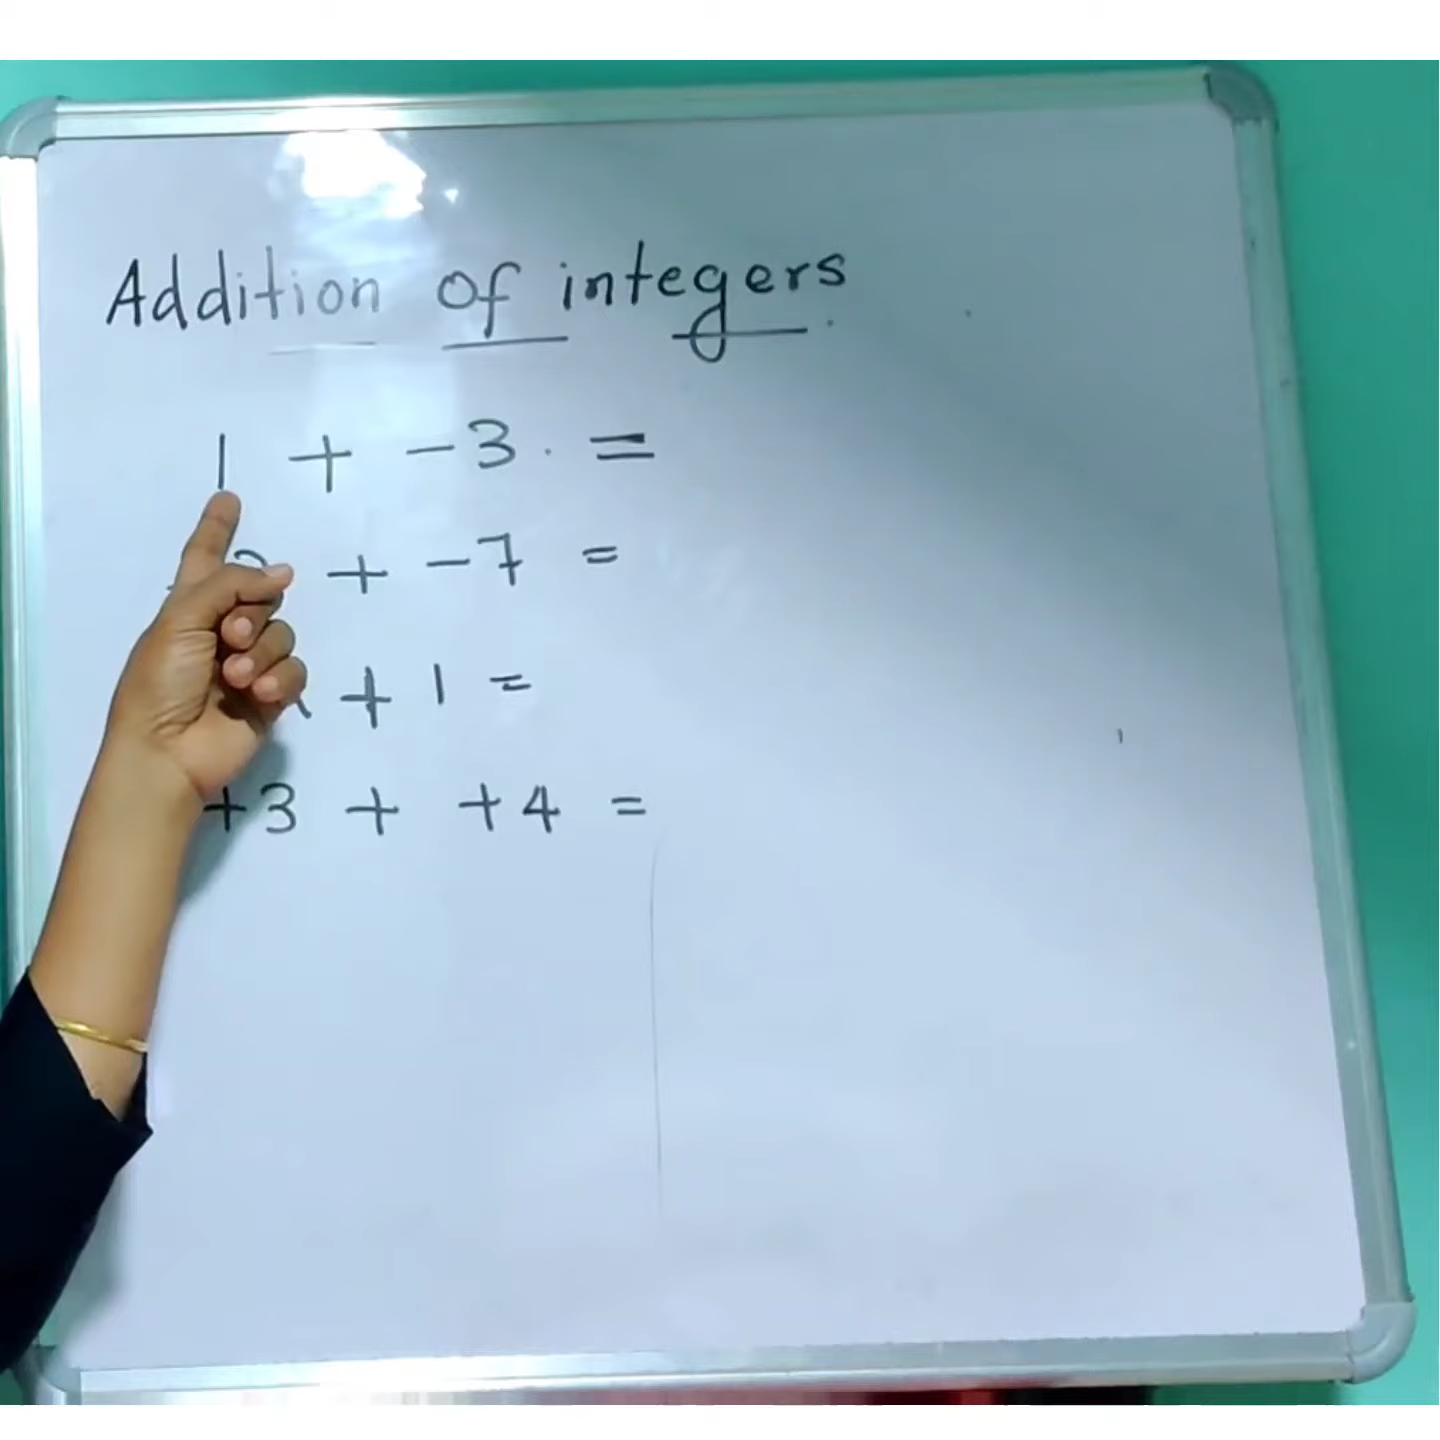 Addition of integers.
1 + -3 =
+ -7 =
+ 1 =
+3 + +4 =